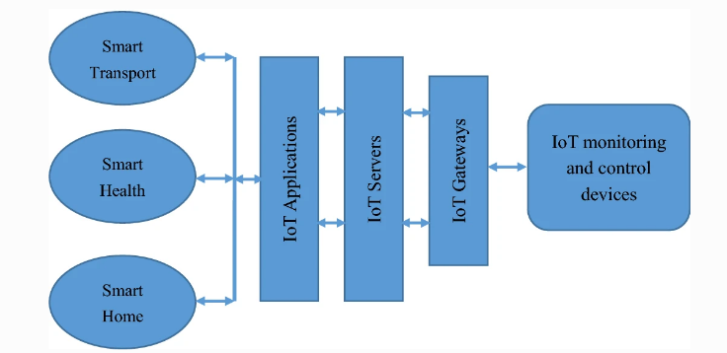 Smart
Transport
Smart
Health
Smart
Home
IoT Applications
IoT Servers
IoT Gateways
IoT monitoring
and control
devices